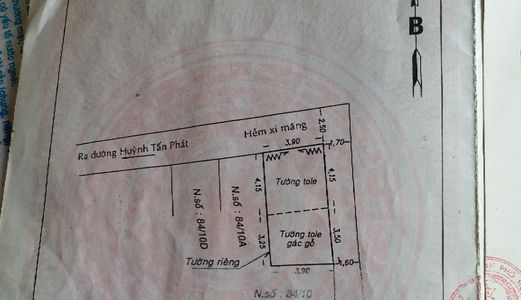 B
Hẻm xi măng
2,50
Ra đường Huỳnh Tấn Phát
3,90
1,70
4,15
Tường tole
4,15
N.số : 84/10D
N.số : 84/10A
3,25
Tường tole
gác gỗ
3,50
Tường riêng
3,90
1,60
N.số : 84/10